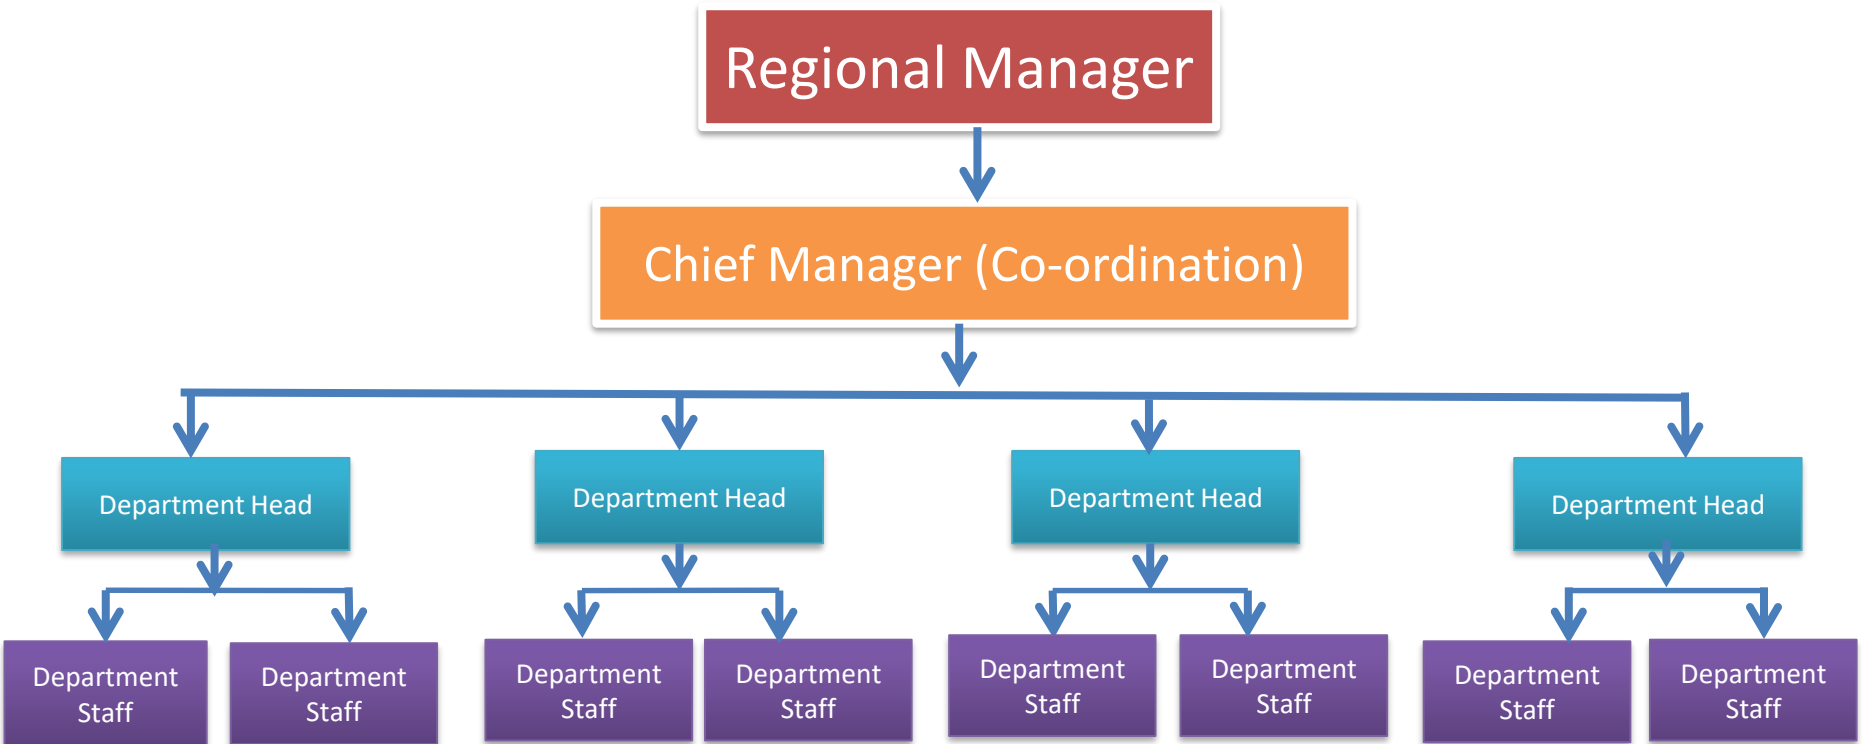 Regional Manager
Chief Manager (Co-ordination)
Department Head
Department Head
Department Head
Department Head
Department
Staff
Department
Staff
Department
Staff
Department
Staff
Department
Staff
Department
Staff
Department
Staff
Department
Staff